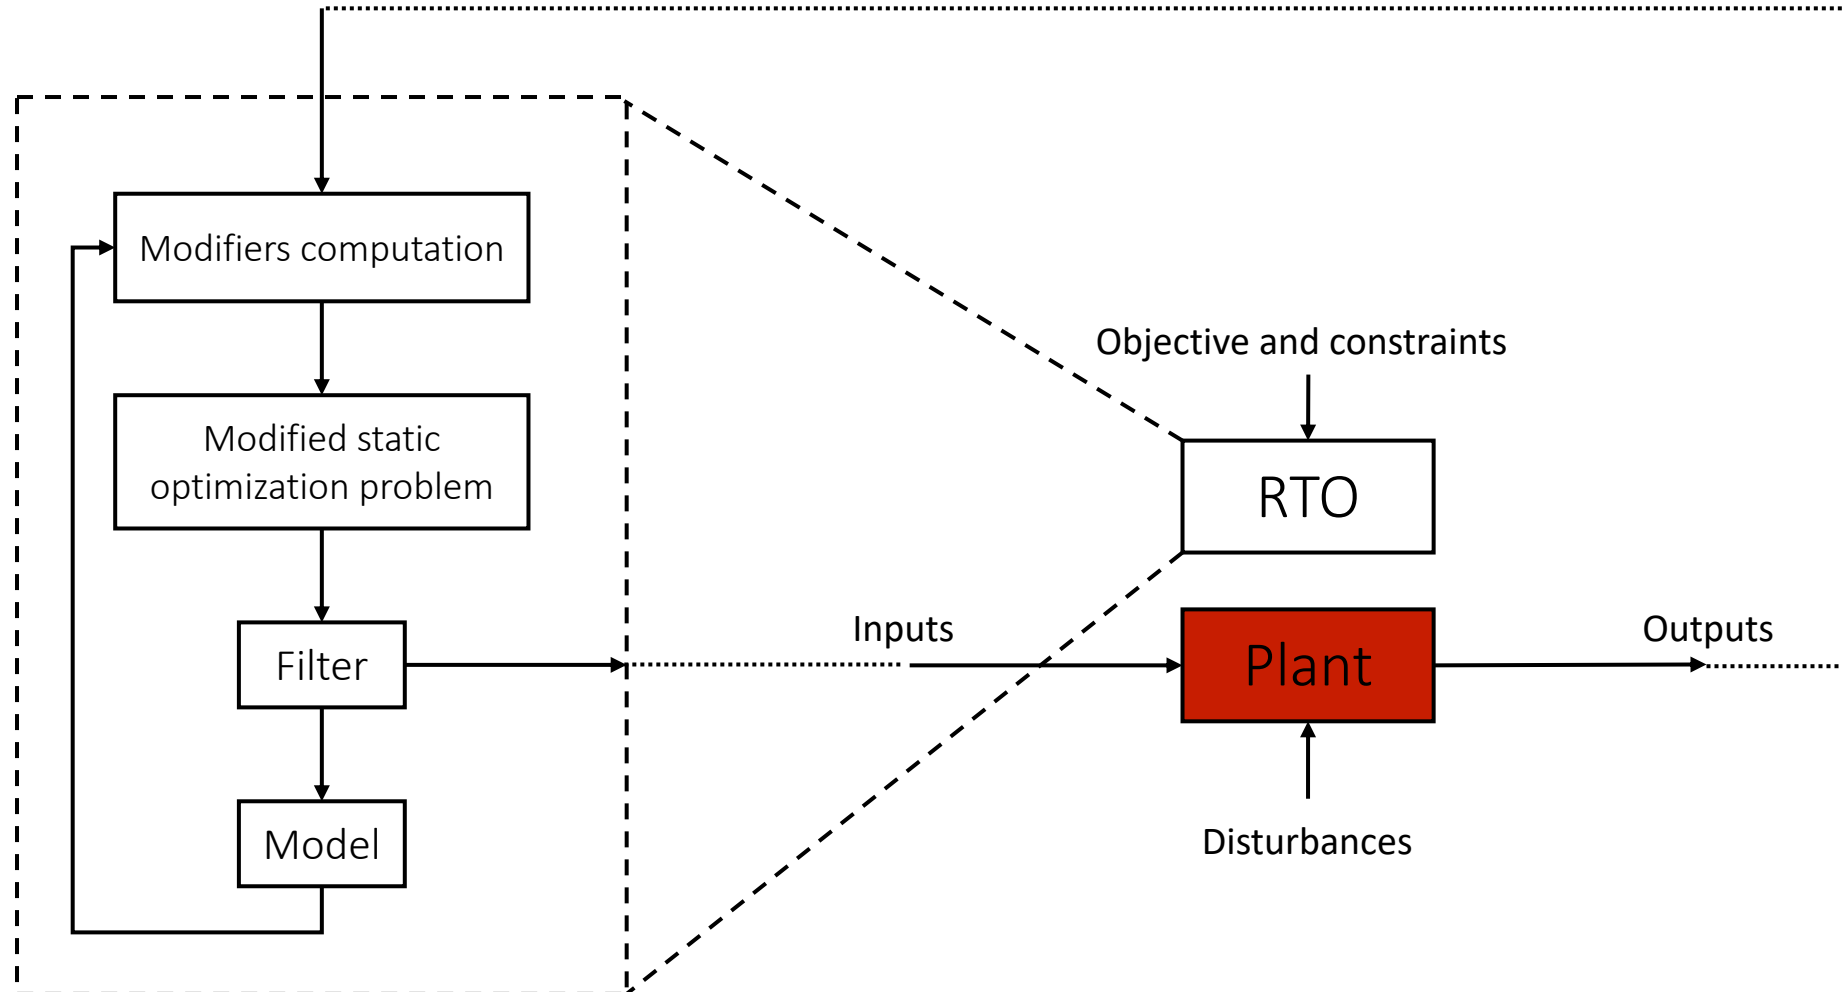 Modifiers computation
Modified static
optimization problem
Filter
Model
Objective and constraints
RTO
Inputs
Plant
Outputs
Disturbances